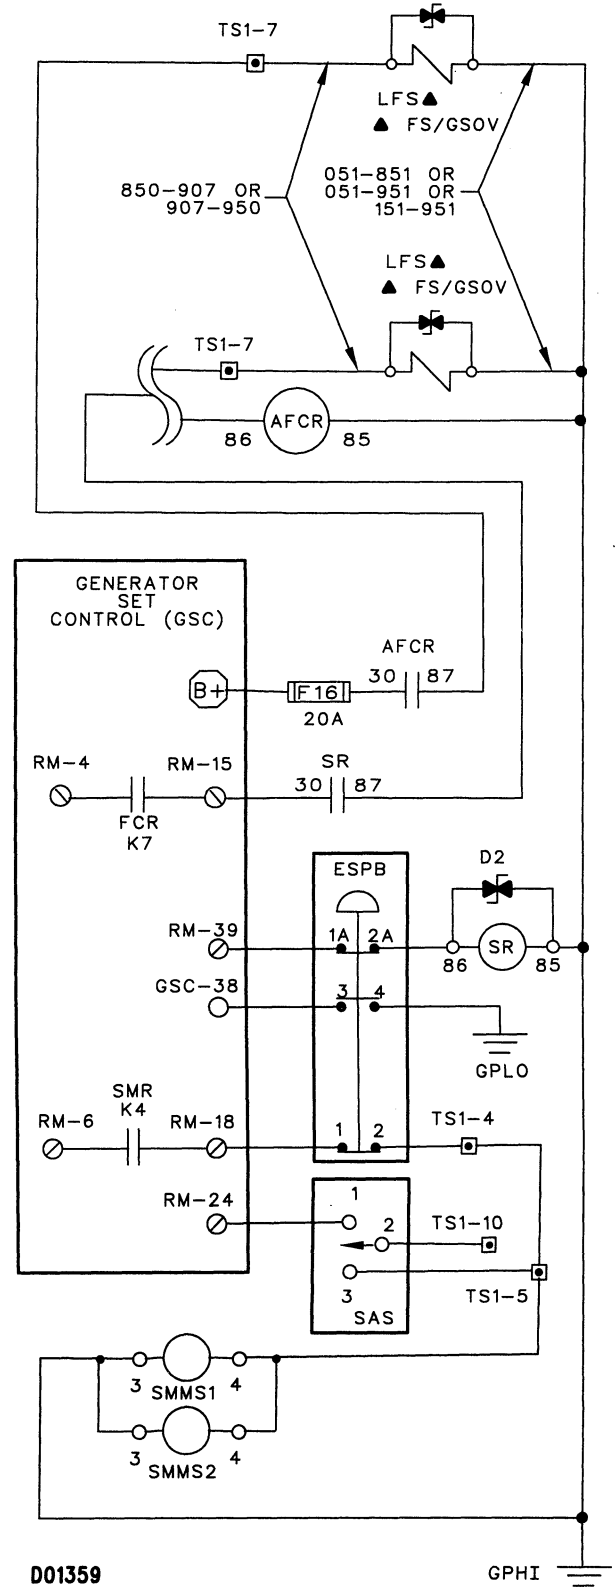 TS1-7
LFS▲
▲ FS/GSOV
850-907 OR
907-950
051-851 OR
051-951 OR
151-951
LFS▲
▲ FS/GSOV
TS1-7
AFCR
86
85
GENERATOR
SET
CONTROL (GSC)
AFCR
B+
F16
30
87
20A
RM-4
RM-15
SR
30
87
FCR
K7
ESPB
D2
RM-39
1A
2A
SR
86
85
GSC-38
3
4
GPLO
SMR
K4
RM-6
RM-18
1
2
TS1-4
RM-24
1
2
TS1-10
3
TS1-5
SAS
3
4
SMMS1
3
4
SMMS2
D01359
GPHI